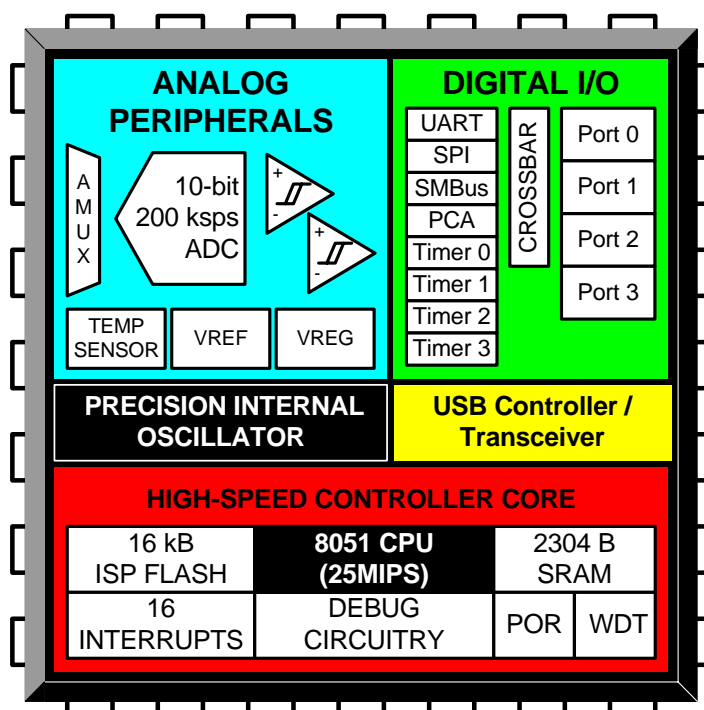 ANALOG
PERIPHERALS
A
M
U
X
10-bit
200 ksps
ADC
+
-
+
-
TEMP
SENSOR
VREF
VREG
DIGITAL I/O
UART
SPI
SMBus
PCA
Timer 0
Timer 1
Timer 2
Timer 3
CROSSBAR
Port 0
Port 1
Port 2
Port 3
PRECISION INTERNAL
OSCILLATOR
USB Controller /
Transceiver
HIGH-SPEED CONTROLLER CORE
16 kB
ISP FLASH
8051 CPU
(25MIPS)
2304 B
SRAM
16
INTERRUPTS
DEBUG
CIRCUITRY
POR
WDT